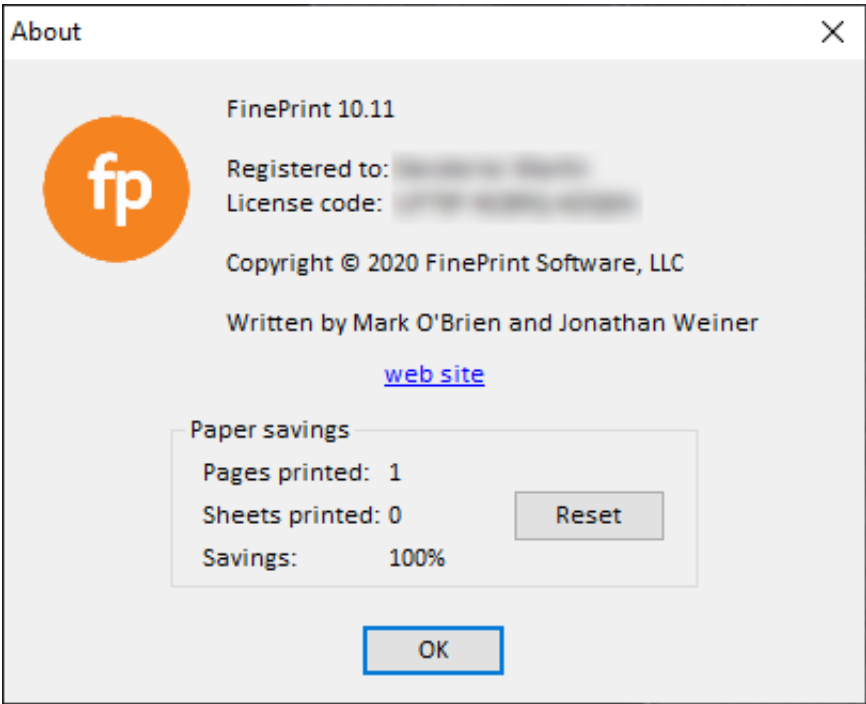 About
fp
FinePrint 10.11
Registered to:
License code:
Copyright © 2020 FinePrint Software, LLC
Written by Mark O'Brien and Jonathan Weiner
web site
Paper savings
Pages printed: 1
Sheets printed: 0
Reset
Savings: 100%
OK